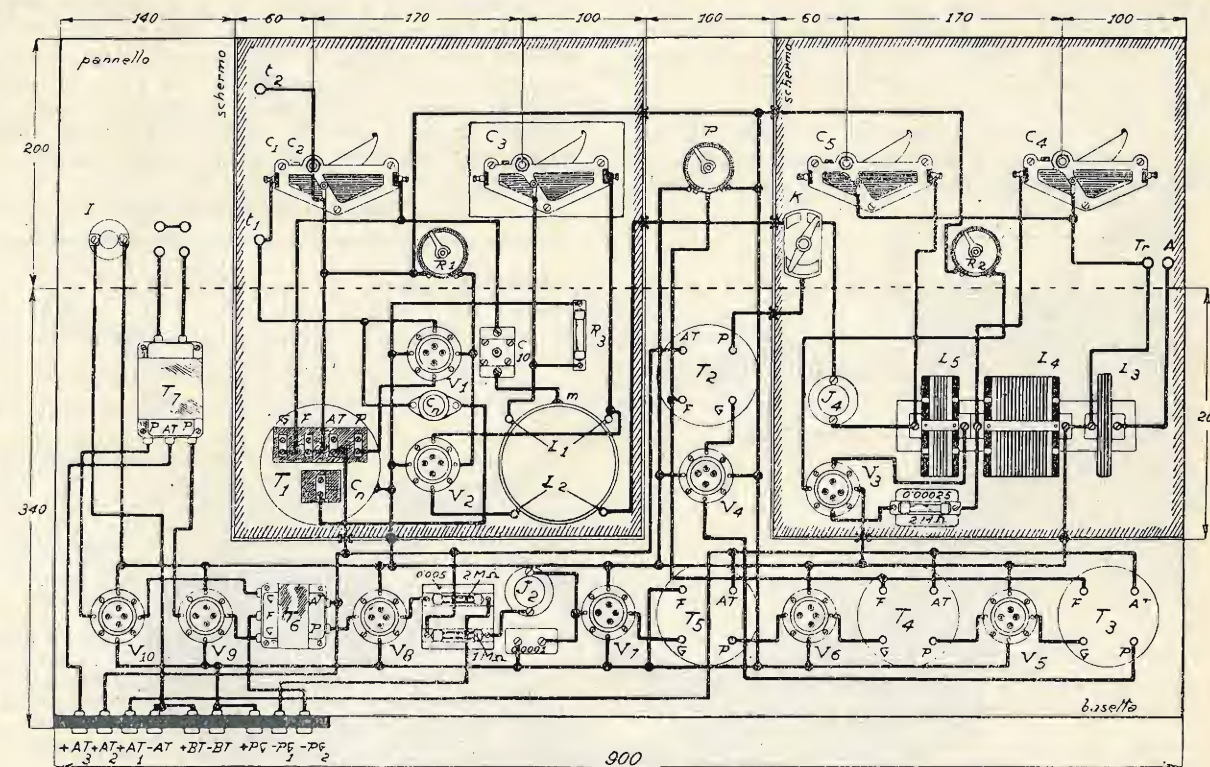 140 60 170 100 100 60 170 100
pannello
schermo
schermo
t2
200
C1 C2
C3
P
C5
C4
I
t1
R1
K
R2
Tr A
R3
C10
AT P
T2
F G
V1
Cn
m
L5 L4 L3
J4
T7
P AT P
G F AT P
T1
Cn
V2
L1
L2
V4
V3
0.00025
2 MΩ
340
0.005 2 MΩ
J2
0.0001
1 MΩ
G A
F
G P
T6
V10 V9 V8 V7
F AT
T5
G P
V6
F AT
T4
G P
V5
F AT
T3
G P
basetta
+AT3 +AT2 +AT1 -AT +BT -BT +PG -PG1 -PG2
900